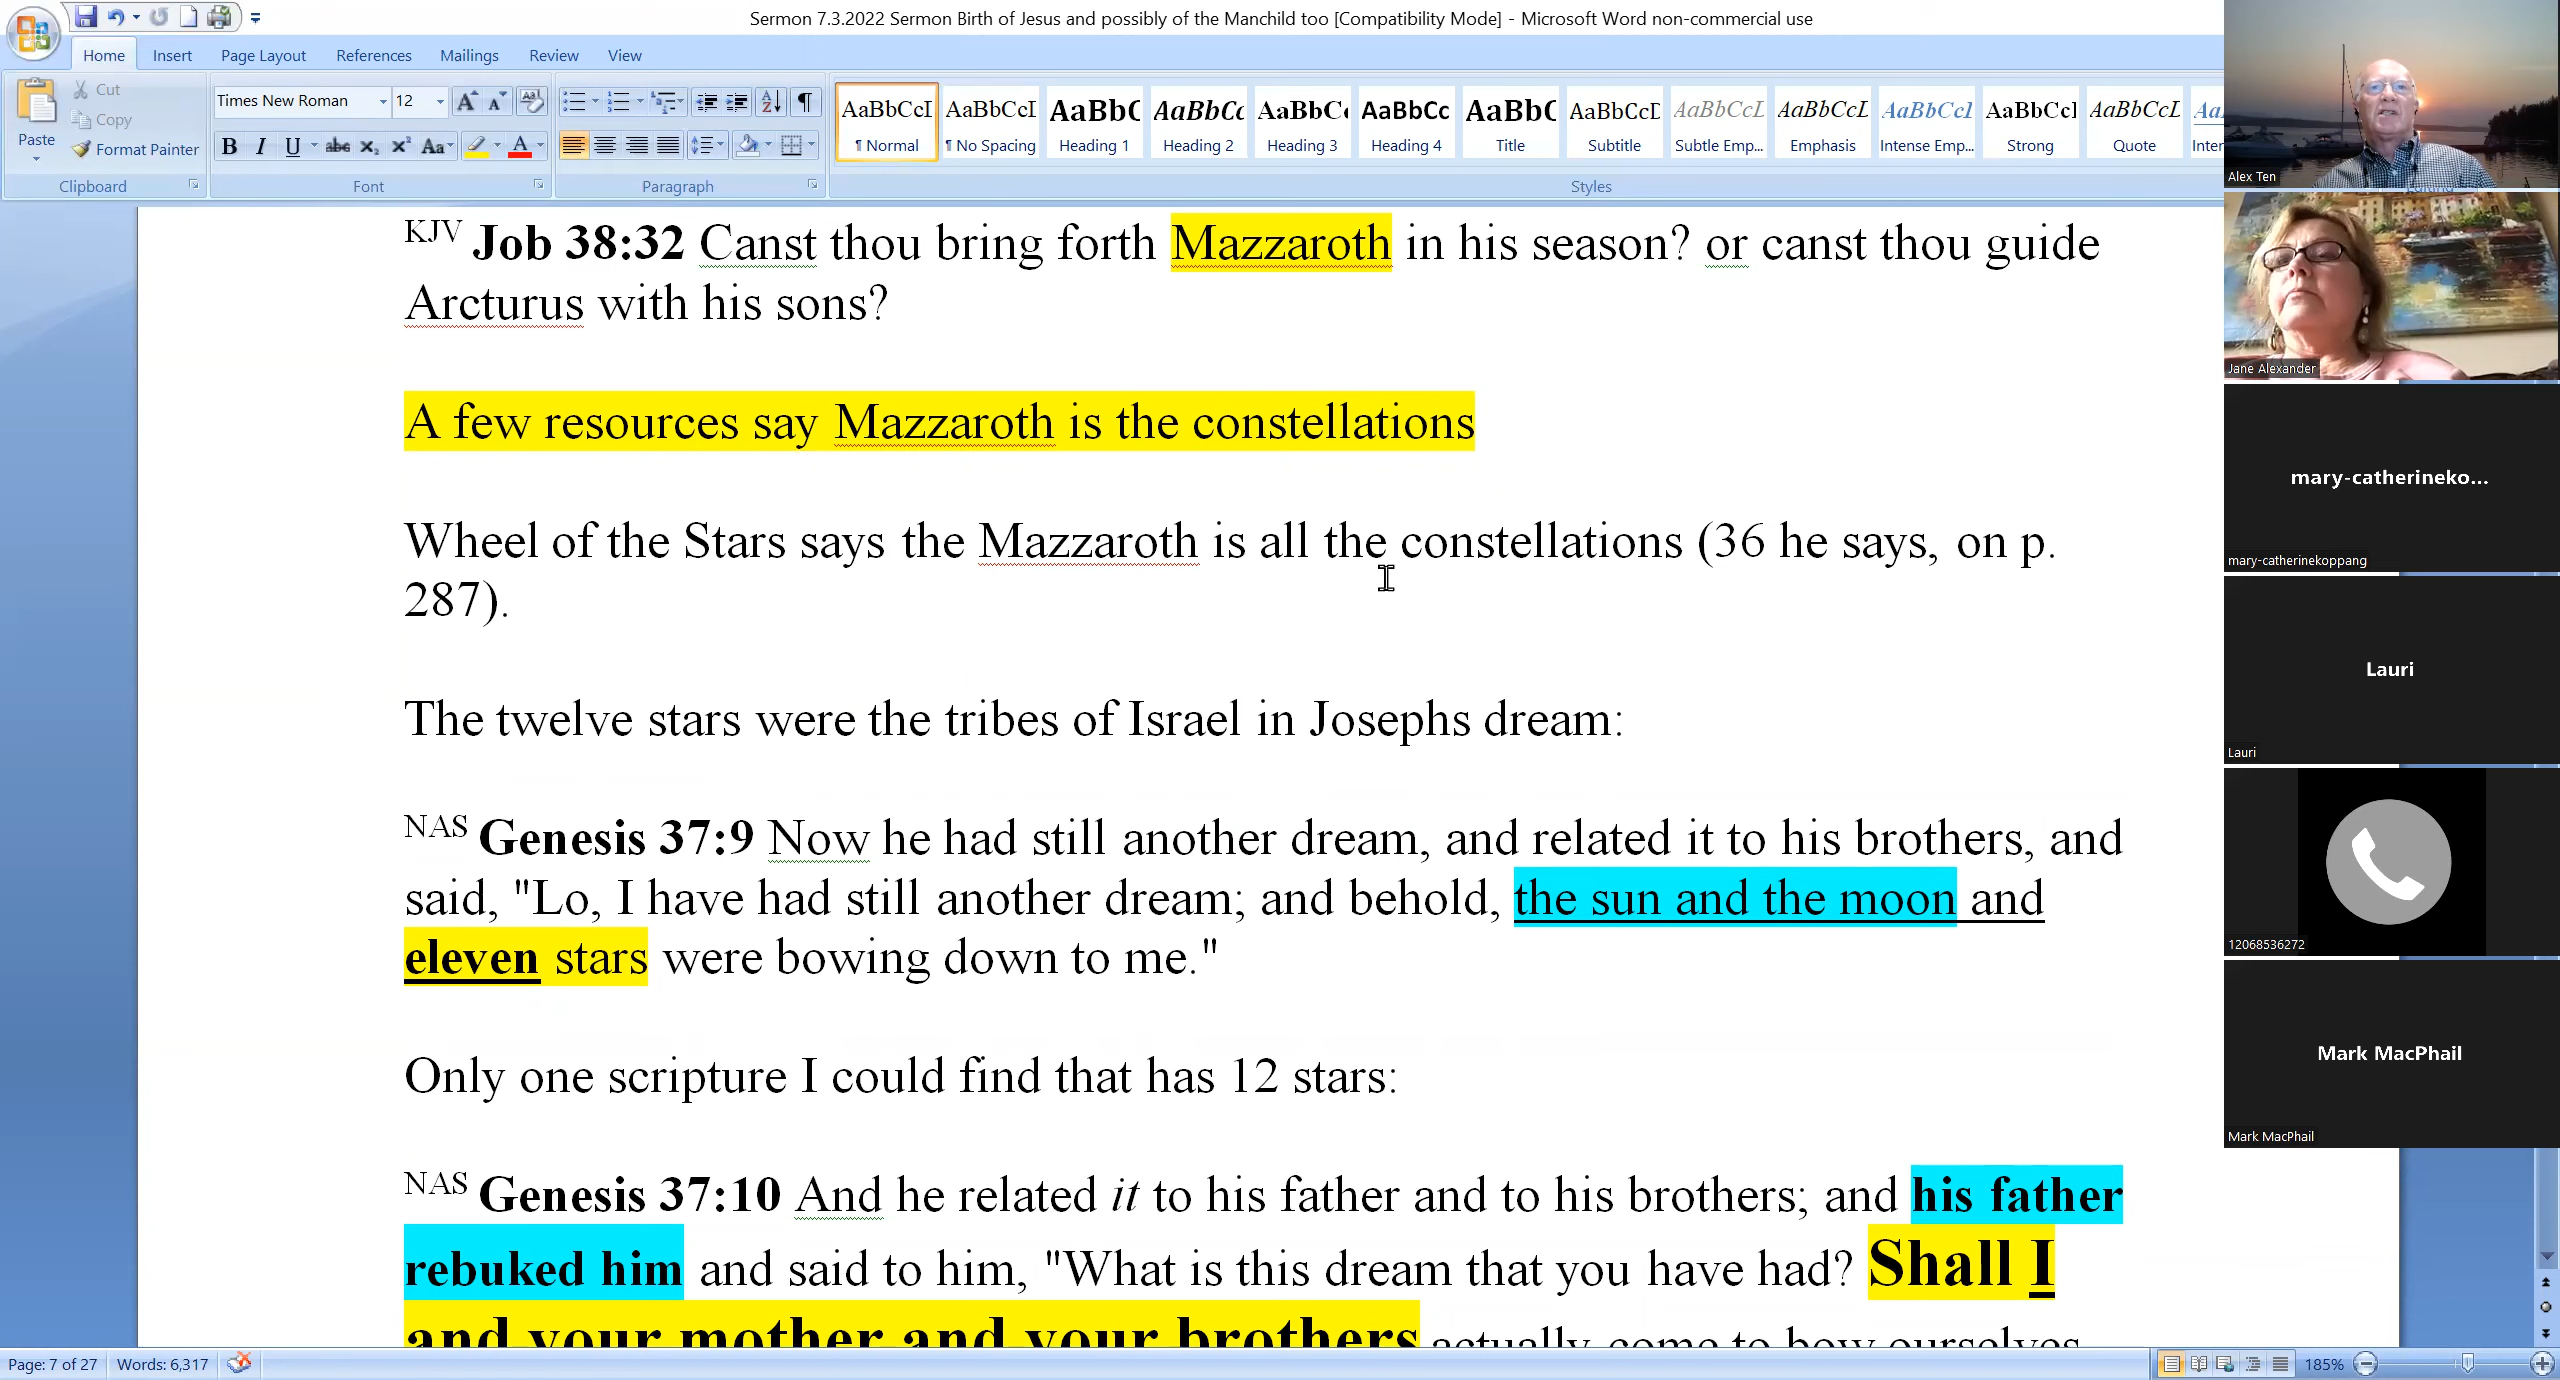 Sermon 7.3.2022 Sermon Birth of Jesus and possibly of the Manchild too [Compatibility Mode] - Microsoft Word non-commercial use
Home Insert Page Layout References Mailings Review View
Paste
Cut
Copy
Format Painter
Clipboard
Times New Roman 12
Font
Paragraph
AaBbCcI AaBbCcI AaBbC AaBbCc AaBbCc AaBbCc AaBbC AaBbCcD AaBbCcL AaBbCcL AaBbCcI AaBbCcI AaBbCcL
¶ Normal ¶ No Spacing Heading 1 Heading 2 Heading 3 Heading 4 Title Subtitle Subtle Emp... Emphasis Intense Emp... Strong Quote
Styles
KJV Job 38:32 Canst thou bring forth Mazzaroth in his season? or canst thou guide
Arcturus with his sons?
A few resources say Mazzaroth is the constellations
Wheel of the Stars says the Mazzaroth is all the constellations (36 he says, on p.
287).
The twelve stars were the tribes of Israel in Josephs dream:
NAS Genesis 37:9 Now he had still another dream, and related it to his brothers, and
said, "Lo, I have had still another dream; and behold, the sun and the moon and
eleven stars were bowing down to me."
Only one scripture I could find that has 12 stars:
NAS Genesis 37:10 And he related it to his father and to his brothers; and his father
rebuked him and said to him, "What is this dream that you have had? Shall I
and your mother and your brothers actually come to bow ourselves
Page: 7 of 27 Words: 6,317
185%
Alex Ten
Jane Alexander
mary-catherineko...
mary-catherinekoppang
Lauri
Lauri
12068536272
Mark MacPhail
Mark MacPhail